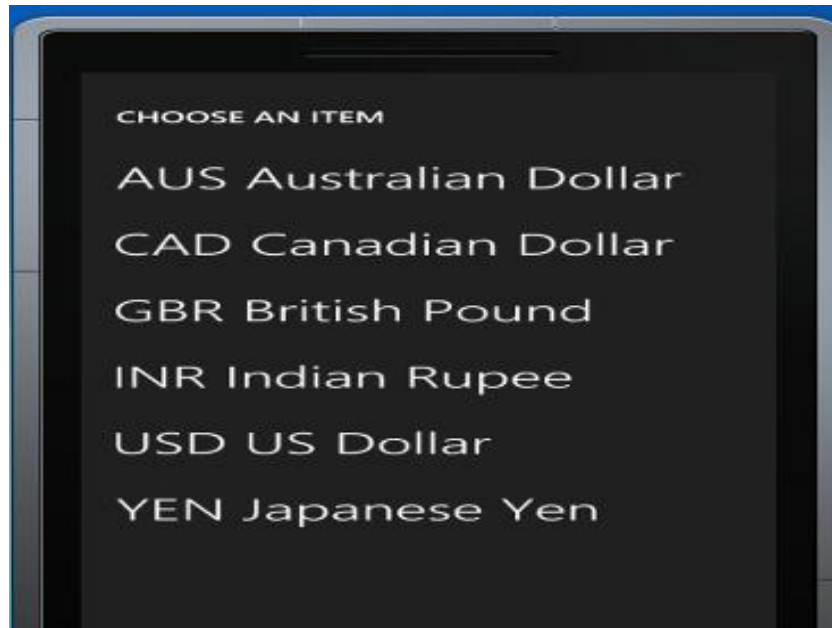 CHOOSE AN ITEM
AUS Australian Dollar
CAD Canadian Dollar
GBR British Pound
INR Indian Rupee
USD US Dollar
YEN Japanese Yen